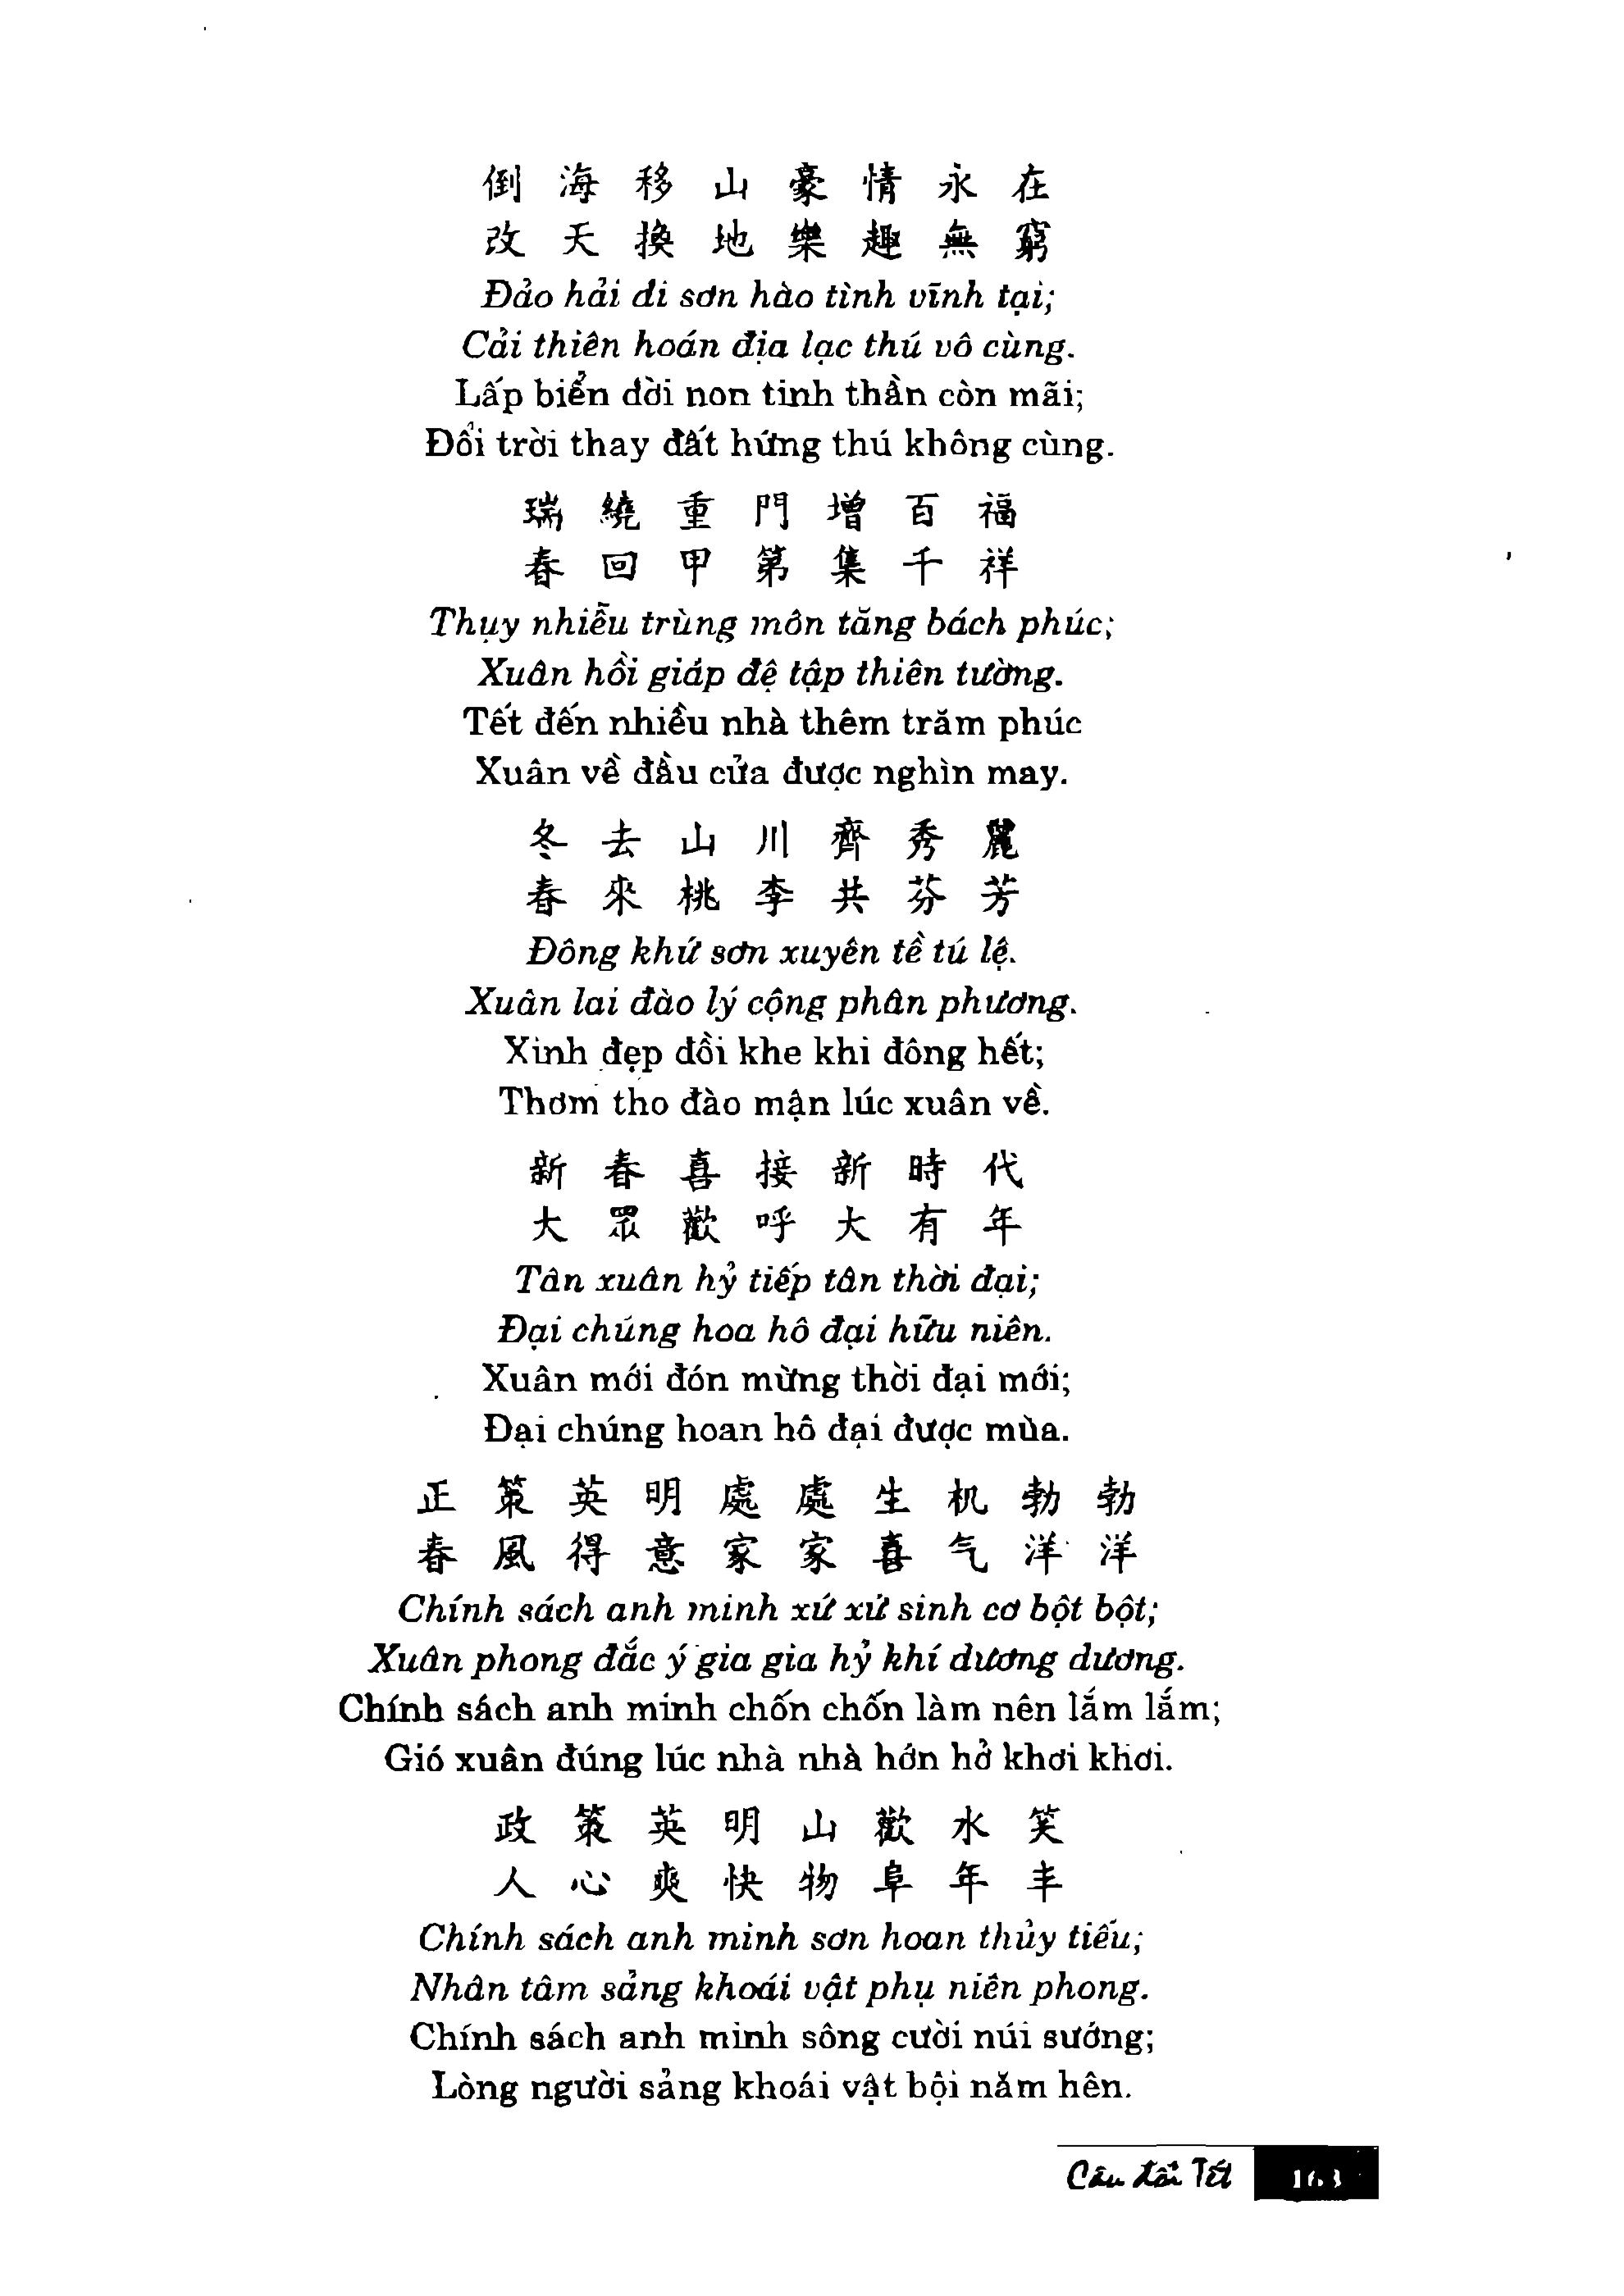 倒海移山豪情永在
改天換地樂趣無窮
Đảo hải di sơn hào tình vĩnh tại;
Cải thiên hoán địa lạc thú vô cùng.
Lấp biển dời non tinh thần còn mãi;
Đổi trời thay đất hứng thú không cùng.
瑞繞重門增百福
春回甲第集千祥
Thụy nhiễu trùng môn tăng bách phúc;
Xuân hồi giáp đệ tập thiên tường.
Tết đến nhiều nhà thêm trăm phúc
Xuân về đầu cửa được nghìn may.
冬去山川齊秀麗
春來桃李共芬芳
Đông khứ sơn xuyên tề tú lệ.
Xuân lai đào lý cộng phân phương.
Xinh đẹp đồi khe khi đông hết;
Thơm tho đào mận lúc xuân về.
新春喜接新時代
大眾歡呼大有年
Tân xuân hỷ tiếp tân thời đại;
Đại chúng hoa hô đại hữu niên.
Xuân mới đón mừng thời đại mới;
Đại chúng hoan hô đại được mùa.
正策英明處處生机勃勃
春風得意家家喜气洋洋
Chính sách anh minh xứ xứ sinh cơ bột bột;
Xuân phong đắc ý gia gia hỷ khí dương dương.
Chính sách anh minh chốn chốn làm nên lắm lắm;
Gió xuân đúng lúc nhà nhà hớn hở khơi khơi.
政策英明山歡水笑
人心爽快物阜年丰
Chính sách anh minh sơn hoan thủy tiếu;
Nhân tâm sảng khoái vật phụ niên phong.
Chính sách anh minh sông cười núi sướng;
Lòng người sảng khoái vật bội năm hên.
Câu đối Tết